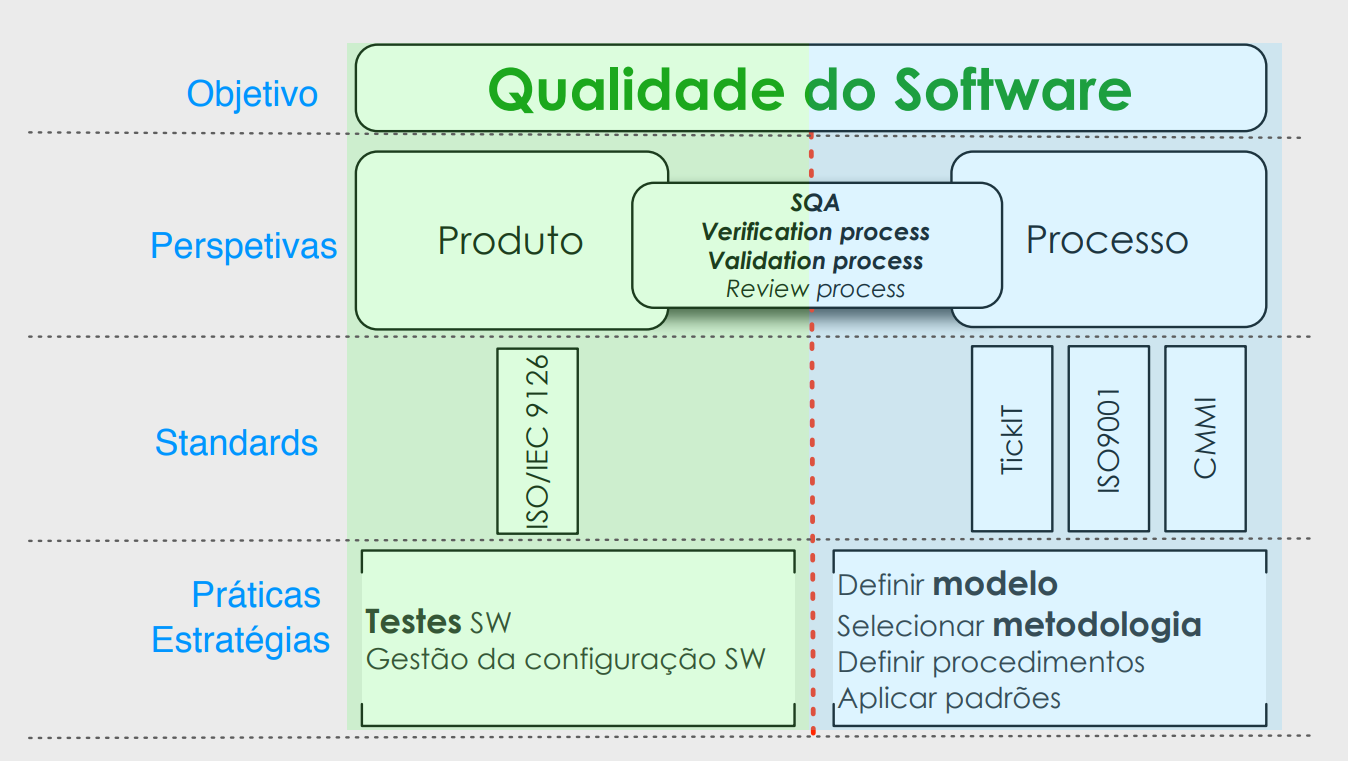 Objetivo
Qualidade do Software
Perspetivas
Produto
SQA
Verification process
Validation process
Review process
Processo
Standards
ISO/IEC 9126
TickIT
ISO9001
CMMI
Práticas
Estratégias
Testes SW
Gestão da configuração SW
Definir modelo
Selecionar metodologia
Definir procedimentos
Aplicar padrões